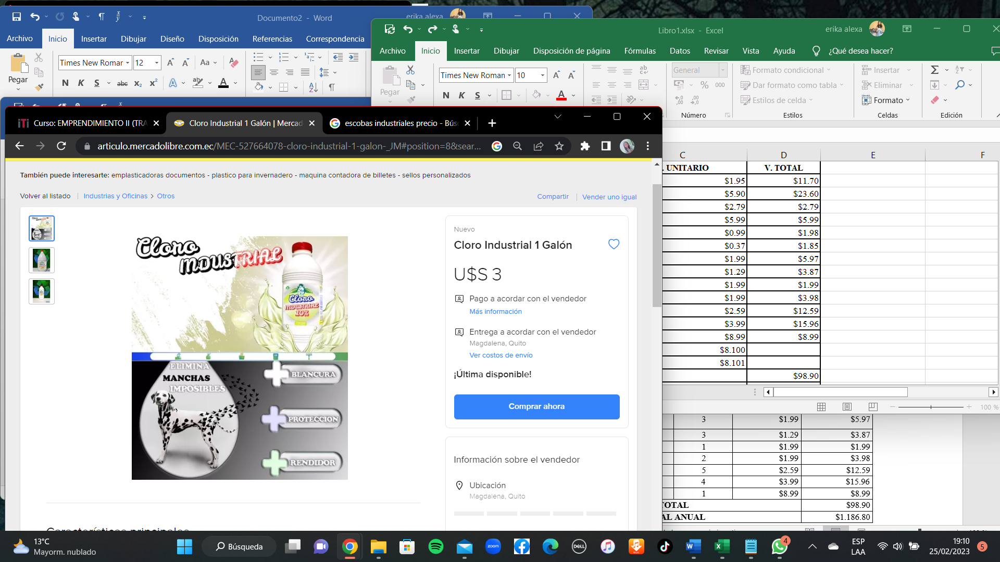 Documento2 - Word
erika alexa
Archivo
Inicio
Insertar
Dibujar
Diseño
Disposición
Referencias
Correspondencia
Pegar
Times New Romar
12
Aa
N K S abc x₂ x²
A
Libro1.xlsx - Excel
erika alexa
Archivo
Inicio
Insertar
Dibujar
Disposición de página
Fórmulas
Datos
Revisar
Vista
Ayuda
¿Qué desea hacer?
Pegar
Times New Roman
10
N K S
General
% 000
Número
Formato condicional
Dar formato como tabla
Estilos de celda
Estilos
Insertar
Eliminar
Formato
Celdas
Edición
Curso: EMPRENDIMIENTO II (TRA
Cloro Industrial 1 Galón | Mercad
escobas industriales precio - Bús
articulo.mercadolibre.com.ec/MEC-527664078-cloro-industrial-1-galon-_JM#position=8&sear...
También puede interesarte: emplasticadoras documentos - plastico para invernadero - maquina contadora de billetes - sellos personalizados
Volver al listado | Industrias y Oficinas > Otros
Compartir | Vender uno igual
Cloro
INDUSTRIAL
Cloro
INDUSTRIAL
10%
ELIMINA
MANCHAS
IMPOSIBLES
BLANCURA
PROTECCION
RENDIDOR
Nuevo
Cloro Industrial 1 Galón
U$S 3
Pago a acordar con el vendedor
Más información
Entrega a acordar con el vendedor
Magdalena, Quito
Ver costos de envío
¡Última disponible!
Comprar ahora
Información sobre el vendedor
Ubicación
Magdalena, Quito
Características principales
C D E F
. UNITARIO V. TOTAL
$1.95 $11.70
$5.90 $23.60
$2.79 $2.79
$5.99 $5.99
$0.99 $1.98
$0.37 $1.85
$1.99 $5.97
$1.29 $3.87
$1.99 $1.99
$1.99 $3.98
$2.59 $12.59
$3.99 $15.96
$8.99 $8.99
$8.100
$8.101
$98.90
100 %
3 $1.99 $5.97
3 $1.29 $3.87
1 $1.99 $1.99
2 $1.99 $3.98
5 $2.59 $12.59
4 $3.99 $15.96
1 $8.99 $8.99
TOTAL $98.90
AL ANUAL $1.186.80
13°C
Mayorm. nublado
Búsqueda
zoom
DELL
4
ESP
LAA
19:10
25/02/2023
5